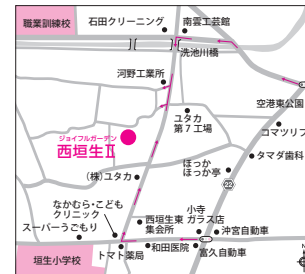 職業訓練校
石田クリーニング
南雲工芸館
洗池川橋
河野工業所
空港東公園
ユタカ
第7工場
コマツリフ
ジョイフルガーデン
西垣生Ⅱ
タマダ歯科
ほっか
ほっか亭
(株)ユタカ
22
なかむら・こども
クリニック
スーパーうごもり
西垣生東
集会所
小寺
ガラス店
沖宮自動車
垣生小学校
トマト薬局
和田医院
富久自動車